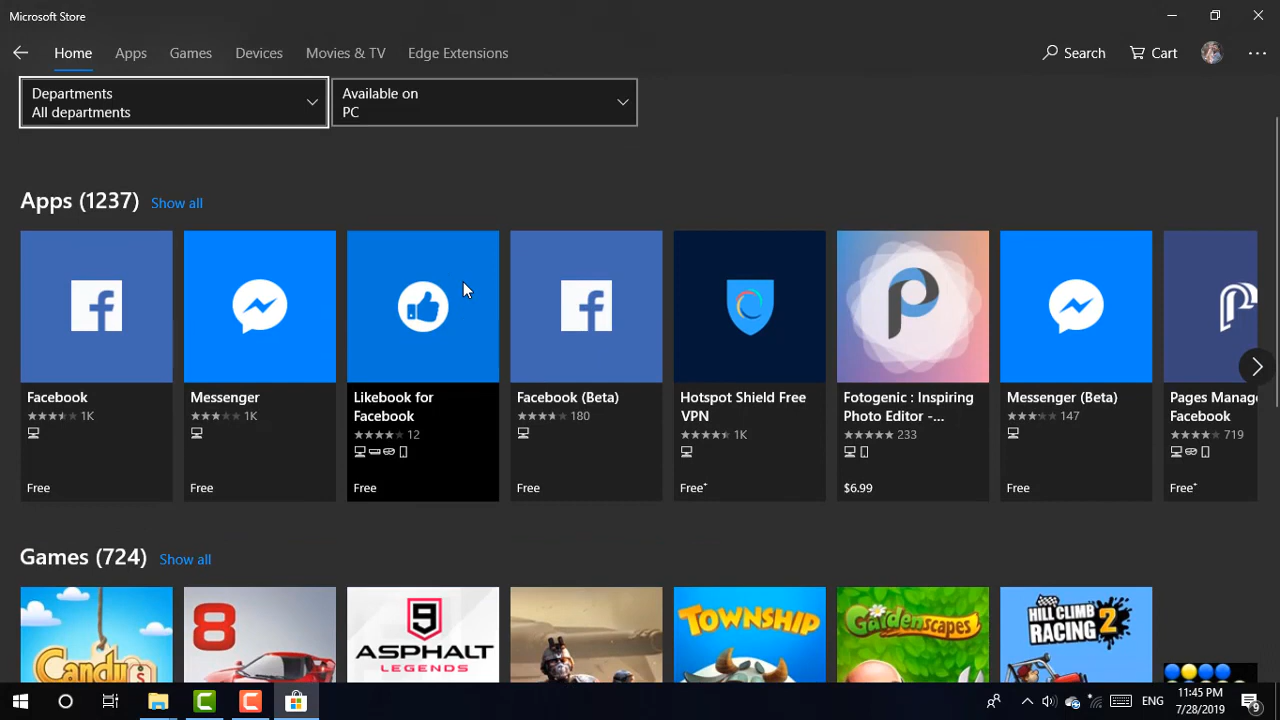 Microsoft Store
Home Apps Games Devices Movies & TV Edge Extensions Search Cart
Departments
All departments
Available on
PC
Apps (1237) Show all
Facebook
1K
Free
Messenger
1K
Free
Likebook for
Facebook
12
Free
Facebook (Beta)
180
Free
Hotspot Shield Free
VPN
1K
Free+
Fotogenic : Inspiring
Photo Editor -...
233
$6.99
Messenger (Beta)
147
Free
Pages Manag
Facebook
719
Free+
Games (724) Show all
Candy
8
9
ASPHALT
LEGENDS
TOWNSHIP
Gardenscapes
HILL CLIMB
RACING 2
ENG
11:45 PM
7/28/2019
9